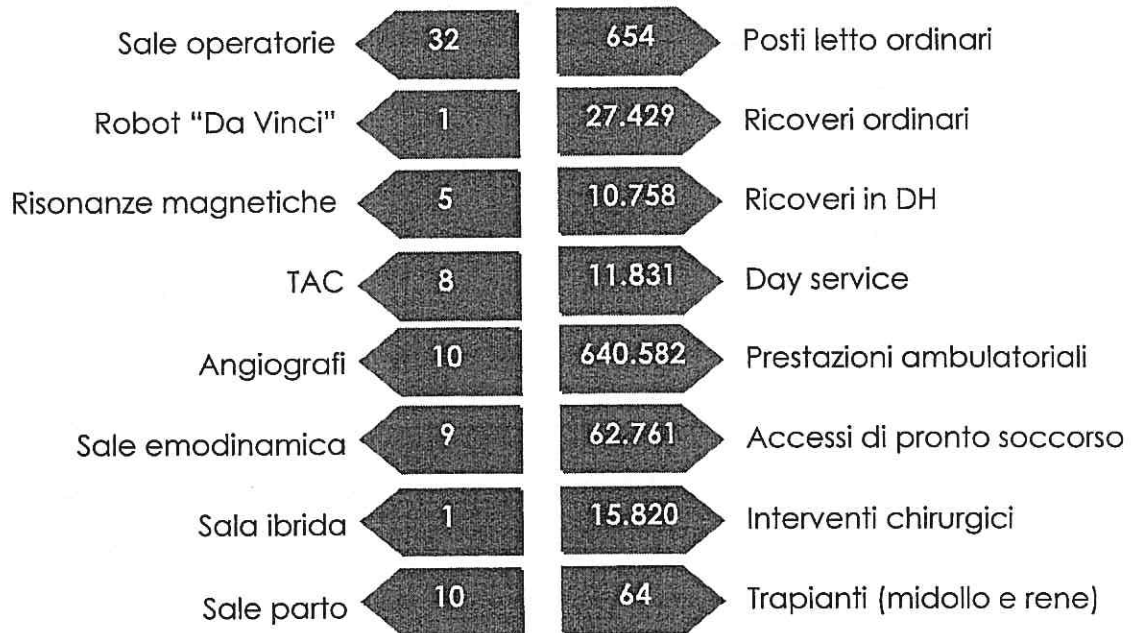 Sale operatorie 32 654 Posti letto ordinari
Robot “Da Vinci” 1 27.429 Ricoveri ordinari
Risonanze magnetiche 5 10.758 Ricoveri in DH
TAC 8 11.831 Day service
Angiografi 10 640.582 Prestazioni ambulatoriali
Sale emodinamica 9 62.761 Accessi di pronto soccorso
Sala ibrida 1 15.820 Interventi chirurgici
Sale parto 10 64 Trapianti (midollo e rene)